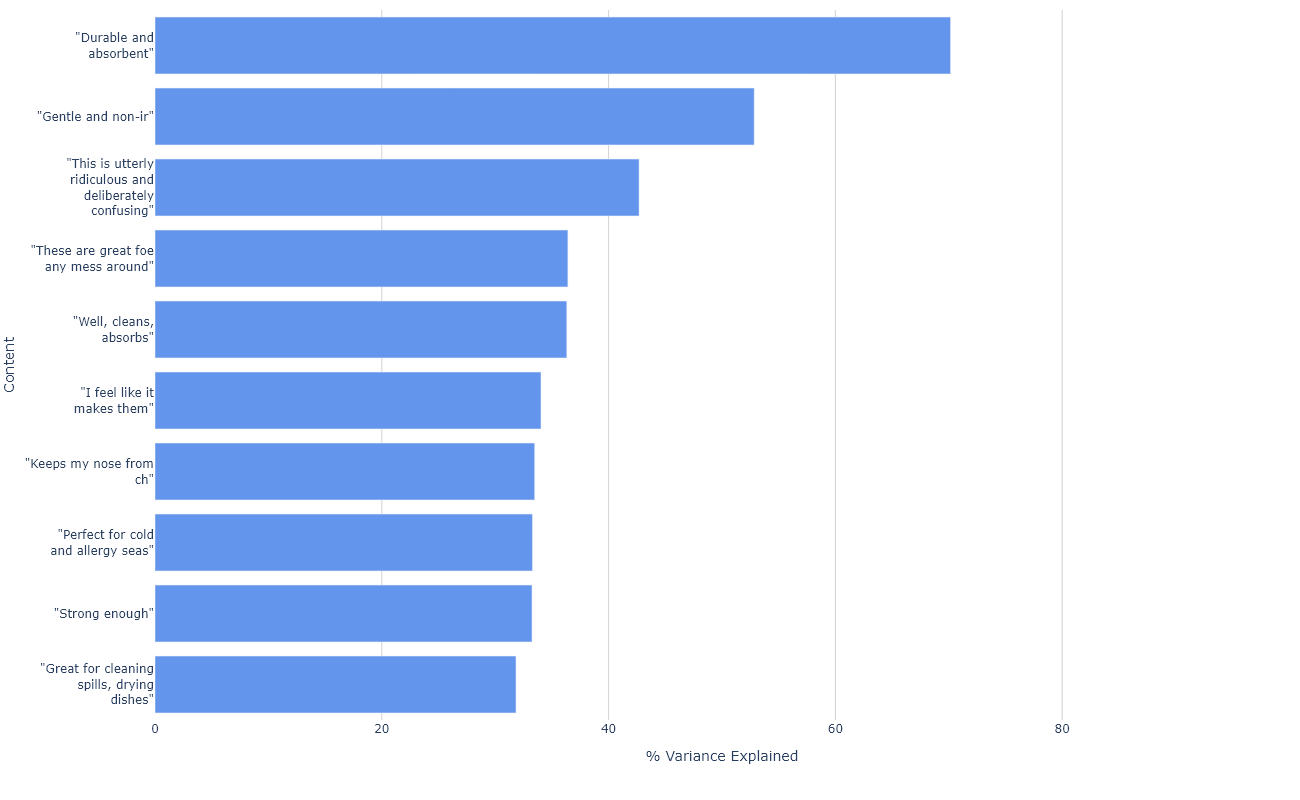 "Durable and
absorbent"
"Gentle and non-ir"
"This is utterly
ridiculous and
deliberately
confusing"
"These are great foe
any mess around"
"Well, cleans,
absorbs"
"I feel like it
makes them"
"Keeps my nose from
ch"
"Perfect for cold
and allergy seas"
"Strong enough"
"Great for cleaning
spills, drying
dishes"
Content
0 20 40 60 80
% Variance Explained